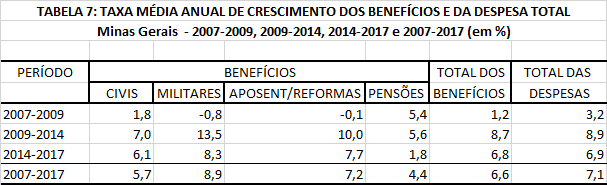 TABELA 7: TAXA MÉDIA ANUAL DE CRESCIMENTO DOS BENEFÍCIOS E DA DESPESA TOTAL
Minas Gerais - 2007-2009, 2009-2014, 2014-2017 e 2007-2017 (em %)
PERÍODO BENEFÍCIOS TOTAL DOS TOTAL DAS
CIVIS MILITARES APOSENT/REFORMAS PENSÕES BENEFÍCIOS DESPESAS
2007-2009 1,8 -0,8 -0,1 5,4 1,2 3,2
2009-2014 7,0 13,5 10,0 5,6 8,7 8,9
2014-2017 6,1 8,3 7,7 1,8 6,8 6,9
2007-2017 5,7 8,9 7,2 4,4 6,6 7,1